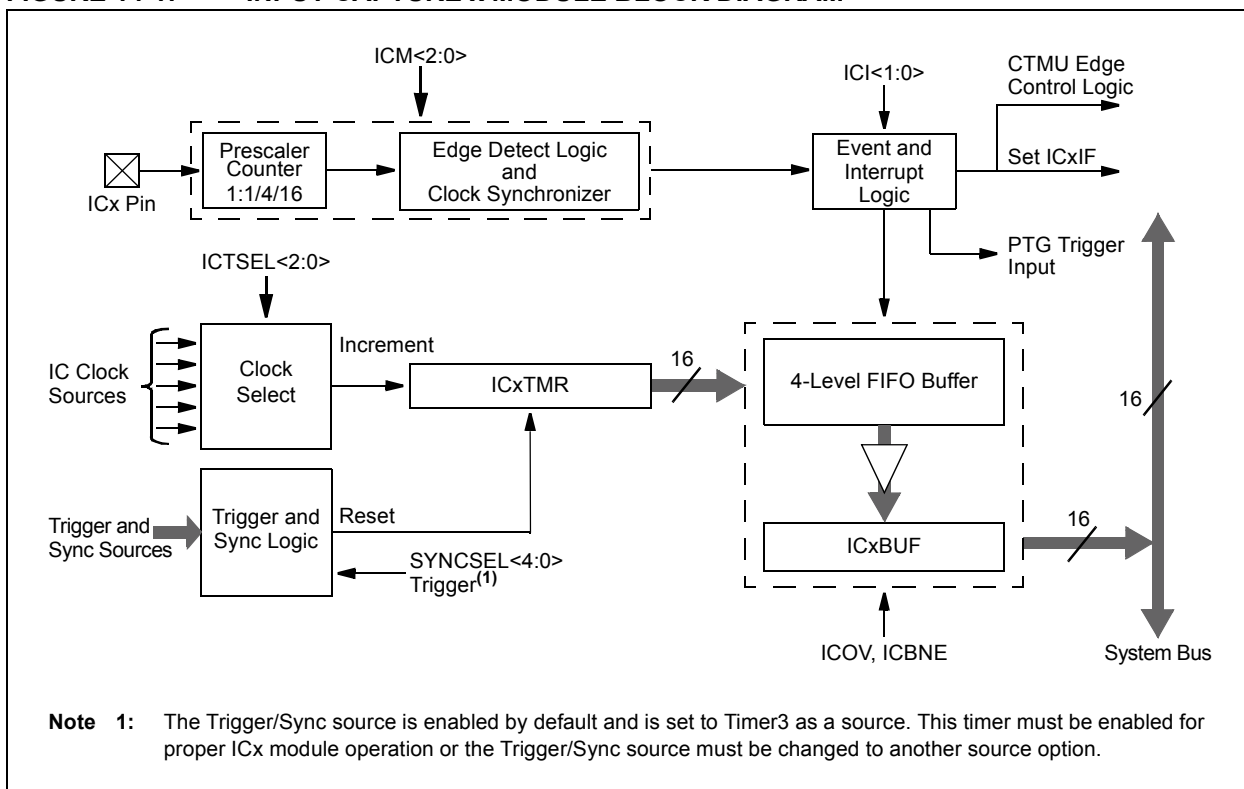 ICM<2:0>
ICI<1:0>
CTMU Edge
Control Logic
Prescaler
Counter
1:1/4/16
Edge Detect Logic
and
Clock Synchronizer
Event and
Interrupt
Logic
Set ICxIF
ICx Pin
PTG Trigger
Input
ICTSEL<2:0>
IC Clock
Sources
Clock
Select
Increment
ICxTMR
16
4-Level FIFO Buffer
16
Trigger and
Sync Sources
Trigger and
Sync Logic
Reset
SYNCSEL<4:0>
Trigger(1)
ICxBUF
16
ICOV, ICBNE
System Bus
Note 1: The Trigger/Sync source is enabled by default and is set to Timer3 as a source. This timer must be enabled for
proper ICx module operation or the Trigger/Sync source must be changed to another source option.